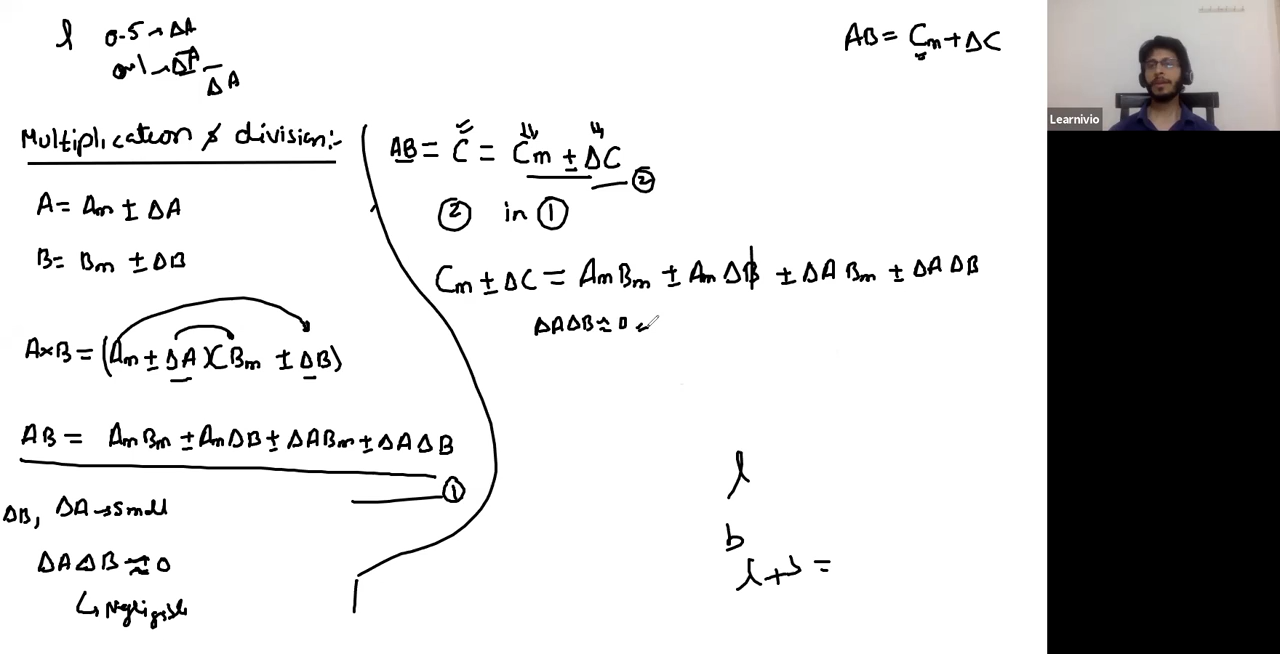 l 0.5 → ΔA
0.1 → ΔA
ΔA
Multiplication & division:-
A = Am ± ΔA
B = Bm ± ΔB
A×B = (Am ± ΔA)(Bm ± ΔB)
AB = AmBm ± AmΔB ± ΔABm ± ΔAΔB
①
ΔB, ΔA → small
ΔAΔB ≈ 0
↳ Negligible
AB = C = Cm ± ΔC
②
② in ①
Cm ± ΔC = AmBm ± AmΔB ± ΔABm ± ΔAΔB
ΔAΔB ≈ 0
l
b
l + b =
AB = Cm + ΔC
Learnivio